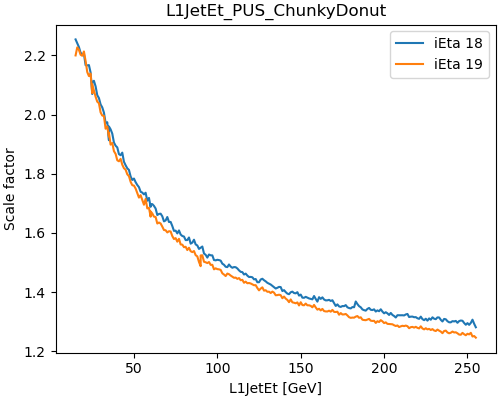 L1JetEt_PUS_ChunkyDonut
iEta 18
iEta 19
Scale factor
2.2
2.0
1.8
1.6
1.4
1.2
50
100
150
200
250
L1JetEt [GeV]